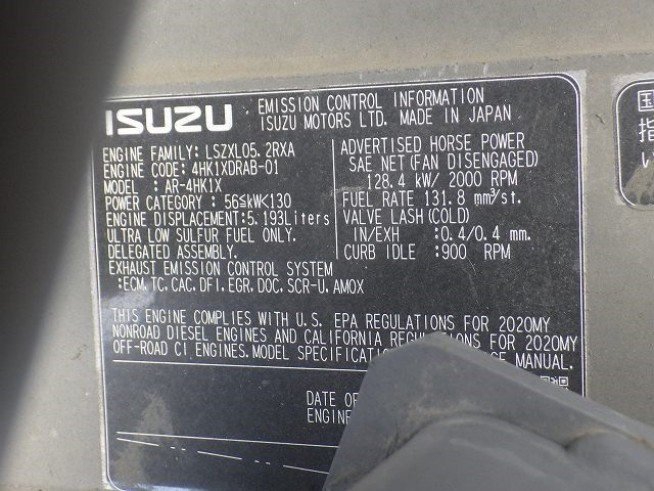 ISUZU
EMISSION CONTROL INFORMATION
ISUZU MOTORS LTD. MADE IN JAPAN
ENGINE FAMILY: LSZXL05.2RXA
ENGINE CODE: 4HK1XDRAB-01
MODEL : AR-4HK1X
POWER CATEGORY : 56≦kW<130
ENGINE DISPLACEMENT:5.193Liters
ULTRA LOW SULFUR FUEL ONLY.
DELEGATED ASSEMBLY.
EXHAUST EMISSION CONTROL SYSTEM
:ECM,TC,CAC,DFI,EGR,DOC,SCR-U,AMOX
ADVERTISED HORSE POWER
SAE NET(FAN DISENGAGED)
128.4 kW/ 2000 RPM
FUEL RATE 131.8 mm³/st.
VALVE LASH(COLD)
IN/EXH :0.4/0.4 mm.
CURB IDLE :900 RPM
THIS ENGINE COMPLIES WITH U.S. EPA REGULATIONS FOR 2020MY
NONROAD DIESEL ENGINES AND CALIFORNIA REGULATIONS FOR 2020MY
OFF-ROAD CI ENGINES.MODEL MANUAL.
DATE OF
ENGINE
国
指
い